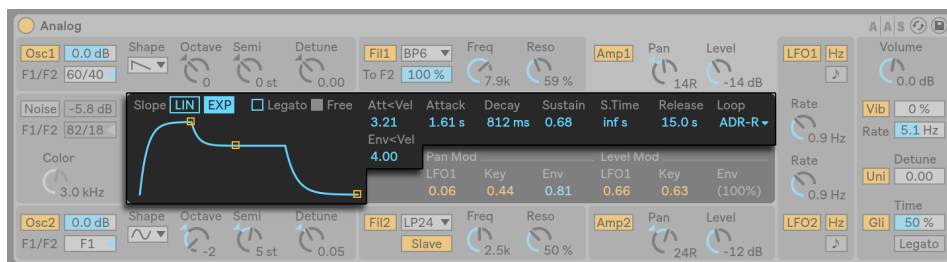 Analog
AAS
Osc1 0.0 dB Shape Octave Semi Detune Fil1 BP6 Freq Reso Amp1 Pan Level LFO1 Hz Volume
F1/F2 60/40 0 0 st 0.00 To F2 100 % 7.9k 59 % 14R -14 dB 0.0 dB
Noise -5.8 dB Slope LIN EXP Legato Free Att<Vel Attack Decay Sustain S.Time Release Loop Rate Vib 0 %
3.21 1.61 s 812 ms 0.68 inf s 15.0 s ADR-R
F1/F2 82/18 Env<Vel 0.9 Hz Rate 5.1 Hz
Color 4.00 Pan Mod Level Mod Rate Detune
LFO1 Key Env LFO1 Key Env Uni 0.00
3.0 kHz 0.06 0.44 0.81 0.66 0.63 (100%) 0.9 Hz
Time
Osc2 0.0 dB Shape Octave Semi Detune Fil2 LP24 Freq Reso Amp2 Pan Level LFO2 Hz Gli 50 %
F1/F2 F1 -2 5 st 0.05 Slave 2.5k 50 % 24R -12 dB Legato